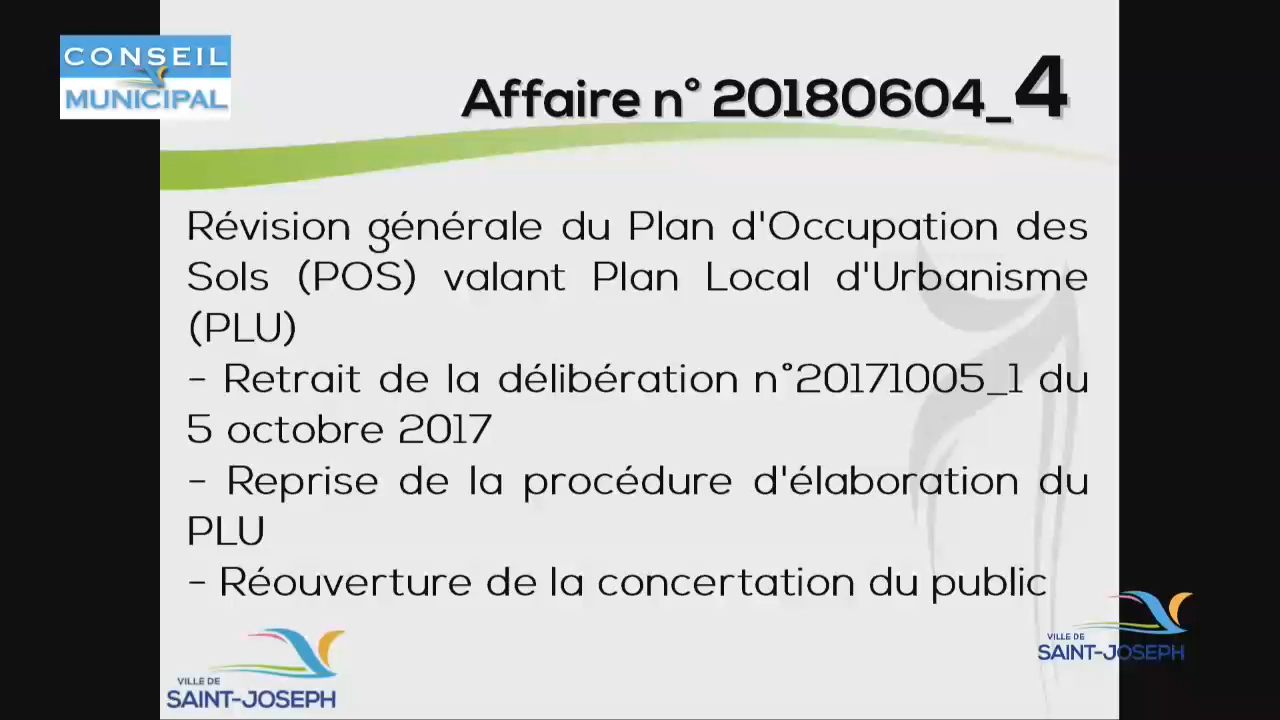 CONSEIL
MUNICIPAL
Affaire n° 20180604_4
Révision générale du Plan d'Occupation des
Sols (POS) valant Plan Local d'Urbanisme
(PLU)
- Retrait de la délibération n°20171005_1 du
5 octobre 2017
- Reprise de la procédure d'élaboration du
PLU
- Réouverture de la concertation du public
VILLE DE
SAINT-JOSEPH
VILLE DE
SAINT-JOSEPH